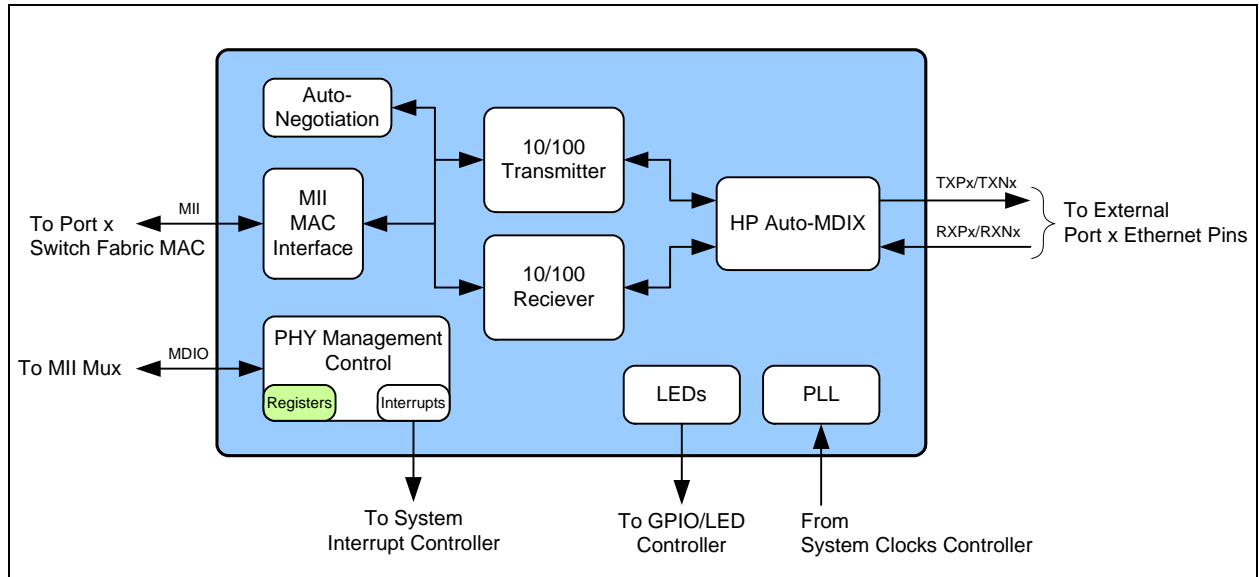 Auto-
Negotiation
10/100
Transmitter
MII
MAC
Interface
HP Auto-MDIX
10/100
Reciever
MII
To Port x
Switch Fabric MAC
TXPx/TXNx
RXPx/RXNx
To External
Port x Ethernet Pins
PHY Management
Control
Registers
Interrupts
MDIO
To MII Mux
LEDs
PLL
To System
Interrupt Controller
To GPIO/LED
Controller
From
System Clocks Controller